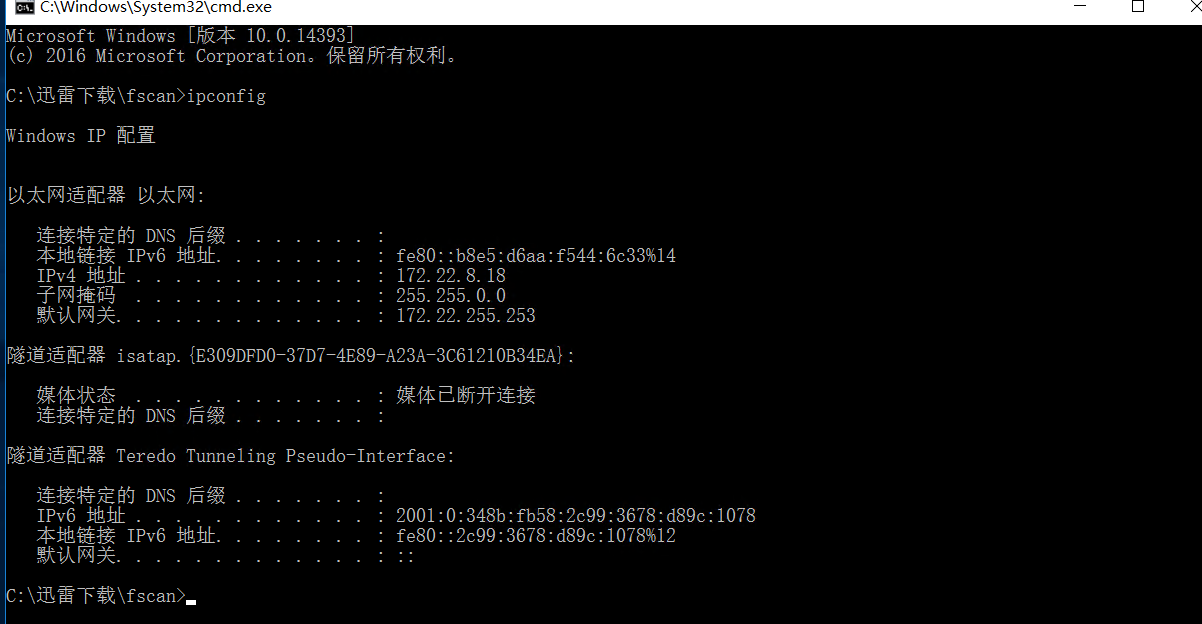 C:\Windows\System32\cmd.exe
Microsoft Windows [版本 10.0.14393]
(c) 2016 Microsoft Corporation。保留所有权利。
C:\迅雷下载\fscan>ipconfig
Windows IP 配置
以太网适配器 以太网:
连接特定的 DNS 后缀 . . . . . . . :
本地链接 IPv6 地址. . . . . . . . : fe80::b8e5:d6aa:f544:6c33%14
IPv4 地址 . . . . . . . . . . . . : 172.22.8.18
子网掩码  . . . . . . . . . . . . : 255.255.0.0
默认网关. . . . . . . . . . . . . : 172.22.255.253
隧道适配器 isatap.{E309DFD0-37D7-4E89-A23A-3C61210B34EA}:
媒体状态  . . . . . . . . . . . . : 媒体已断开连接
连接特定的 DNS 后缀 . . . . . . . :
隧道适配器 Teredo Tunneling Pseudo-Interface:
连接特定的 DNS 后缀 . . . . . . . :
IPv6 地址 . . . . . . . . . . . . : 2001:0:348b:fb58:2c99:3678:d89c:1078
本地链接 IPv6 地址. . . . . . . . : fe80::2c99:3678:d89c:1078%12
默认网关. . . . . . . . . . . . . : ::
C:\迅雷下载\fscan>